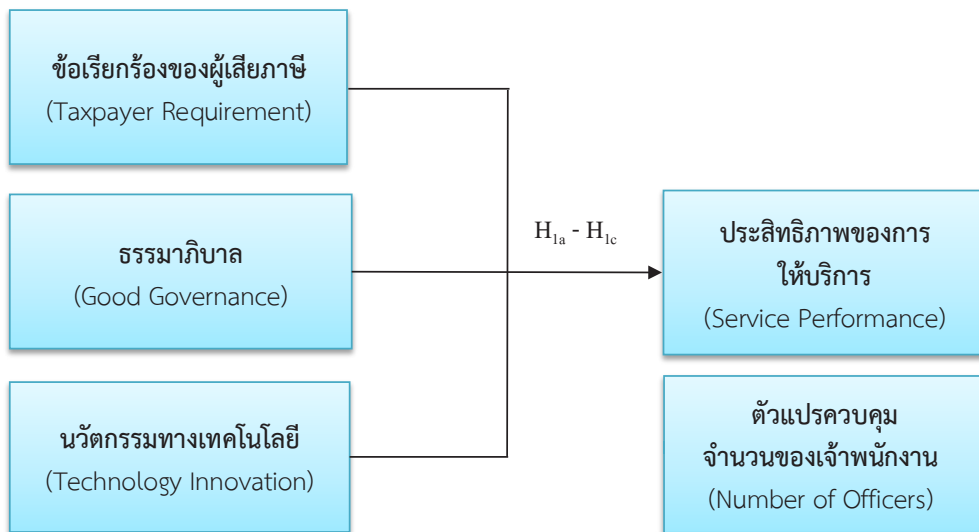 ข้อเรียกร้องของผู้เสียภาษี
(Taxpayer Requirement)
ธรรมาภิบาล
(Good Governance)
นวัตกรรมทางเทคโนโลยี
(Technology Innovation)
H1a - H1c
ประสิทธิภาพของการ
ให้บริการ
(Service Performance)
ตัวแปรควบคุม
จำนวนของเจ้าพนักงาน
(Number of Officers)